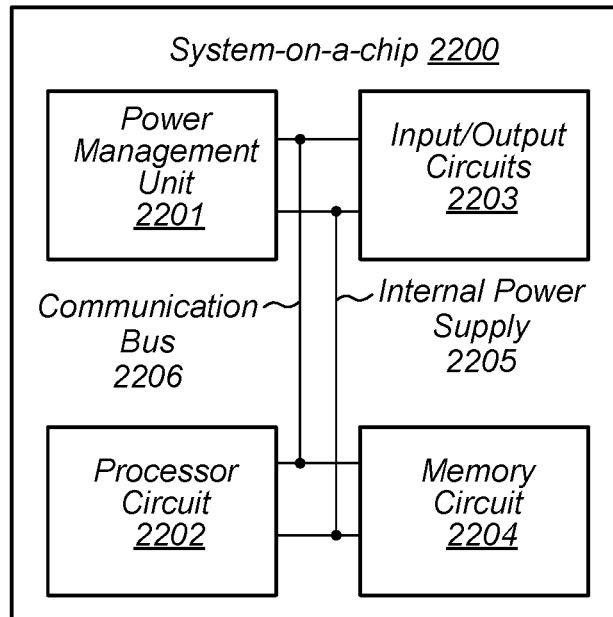 System-on-a-chip 2200
Power
Management
Unit
2201
Input/Output
Circuits
2203
Communication
Bus
2206
Internal Power
Supply
2205
Processor
Circuit
2202
Memory
Circuit
2204